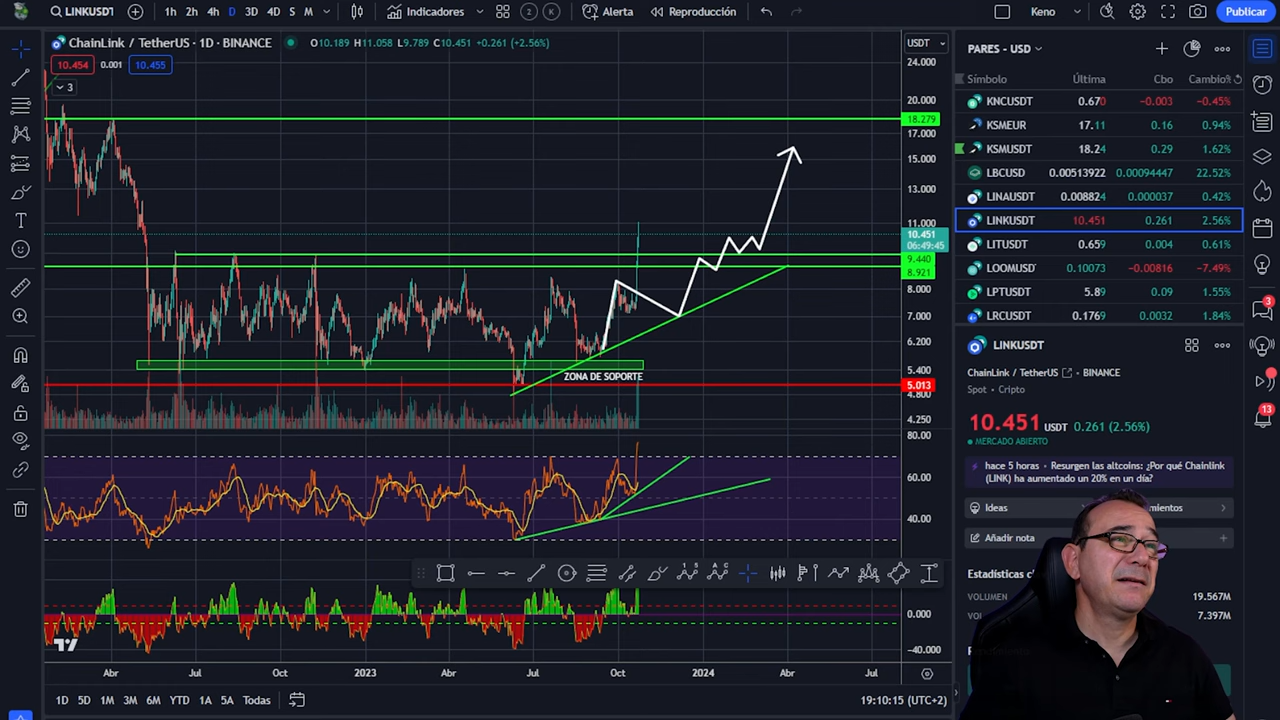 LINKUSDT
1h 2h 4h D 3D 4D S M
Indicadores
2 K
Alerta
Reproducción
Keno
Publicar
ChainLink / TetherUS · 1D · BINANCE
O10.189 H11.058 L9.789 C10.451 +0.261 (+2.56%)
10.454 0.001 10.455
3
USDT
24.000
20.000
18.279
17.000
15.000
13.000
11.000
10.451
06:49:45
9.440
8.921
8.000
7.000
6.200
5.400
5.013
4.800
4.250
ZONA DE SOPORTE
80.00
60.00
40.00
0.000
-40.000
Abr Jul Oct 2023 Abr Jul Oct 2024 Abr Jul
1D 5D 1M 3M 6M YTD 1A 5A Todas
19:10:15 (UTC+2)
PARES - USD
Símbolo Última Cbo Cambio%
KNCUSDT 0.670 −0.003 −0.45%
KSMEUR 17.11 0.16 0.94%
KSMUSDT 18.24 0.29 1.62%
LBCUSD 0.00513922 0.00094447 22.52%
LINAUSDT 0.008824 0.000037 0.42%
LINKUSDT 10.451 0.261 2.56%
LITUSDT 0.659 0.004 0.61%
LOOMUSD 0.10073 −0.00816 −7.49%
LPTUSDT 5.89 0.09 1.55%
LRCUSDT 0.1769 0.0032 1.84%
LINKUSDT
ChainLink / TetherUS · BINANCE
Spot · Cripto
10.451 USDT 0.261 (2.56%)
MERCADO ABIERTO
hace 5 horas · Resurgen las altcoins: ¿Por qué Chainlink
(LINK) ha aumentado un 20% en un día?
Ideas
Añadir nota
VOLUMEN 19.567M
7.397M
3
13